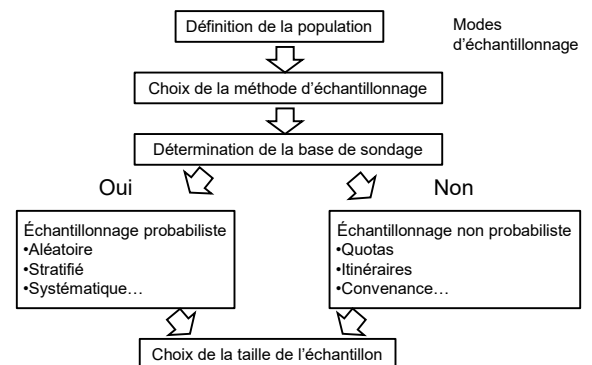 Définition de la population
Modes
d’échantillonnage
Choix de la méthode d’échantillonnage
Détermination de la base de sondage
Oui
Non
Échantillonnage probabiliste
•Aléatoire
•Stratifié
•Systématique…
Échantillonnage non probabiliste
•Quotas
•Itinéraires
•Convenance…
Choix de la taille de l’échantillon